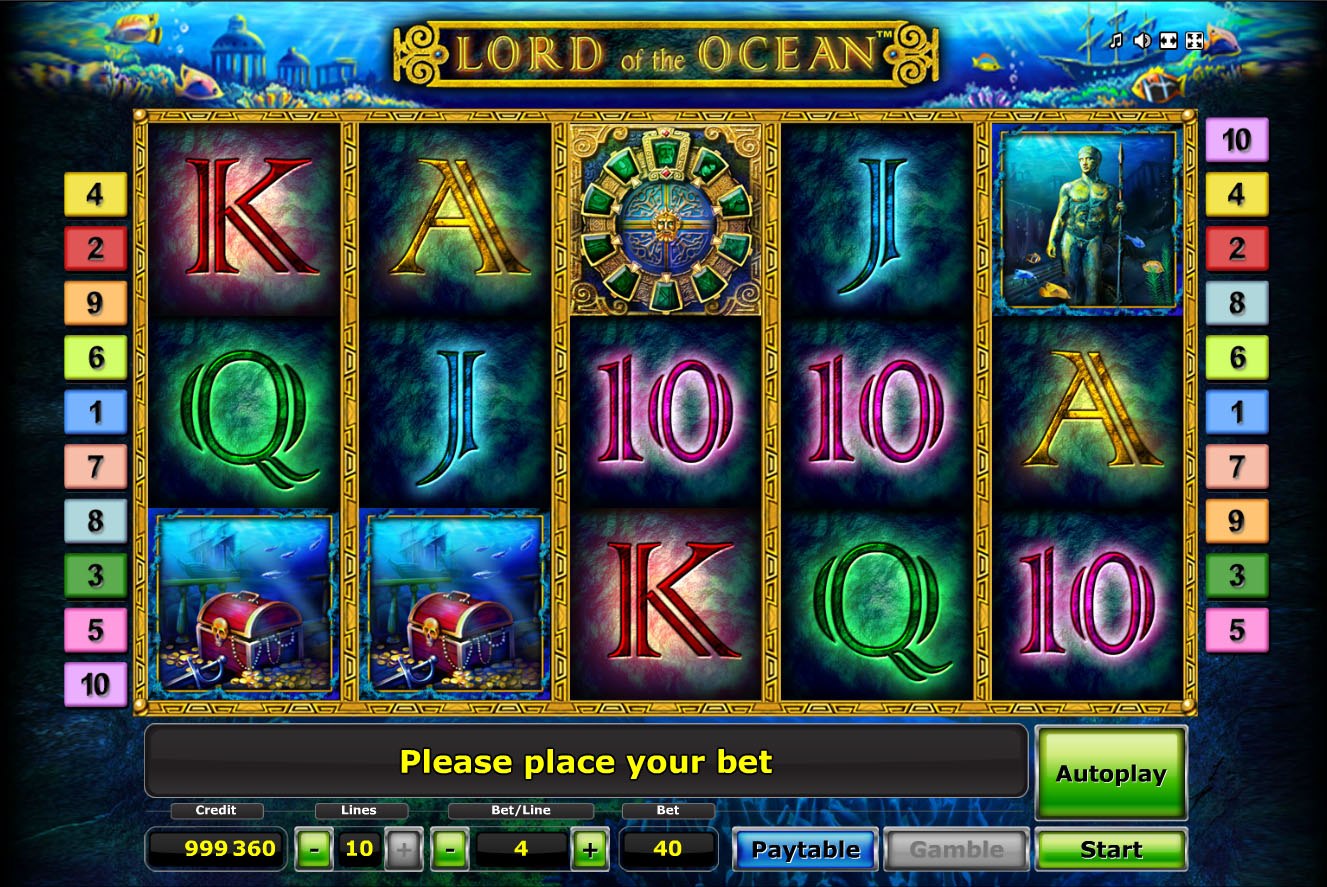 LORD of the OCEAN™
10
4 K A J 4
2 2
9 8
6 Q J 10 10 A 6
1 1
7 7
8 9
3 K Q 10 3
5 5
10
Please place your bet
Autoplay
Credit Lines Bet/Line Bet
999 360 - 10 + - 4 + 40 Paytable Gamble Start